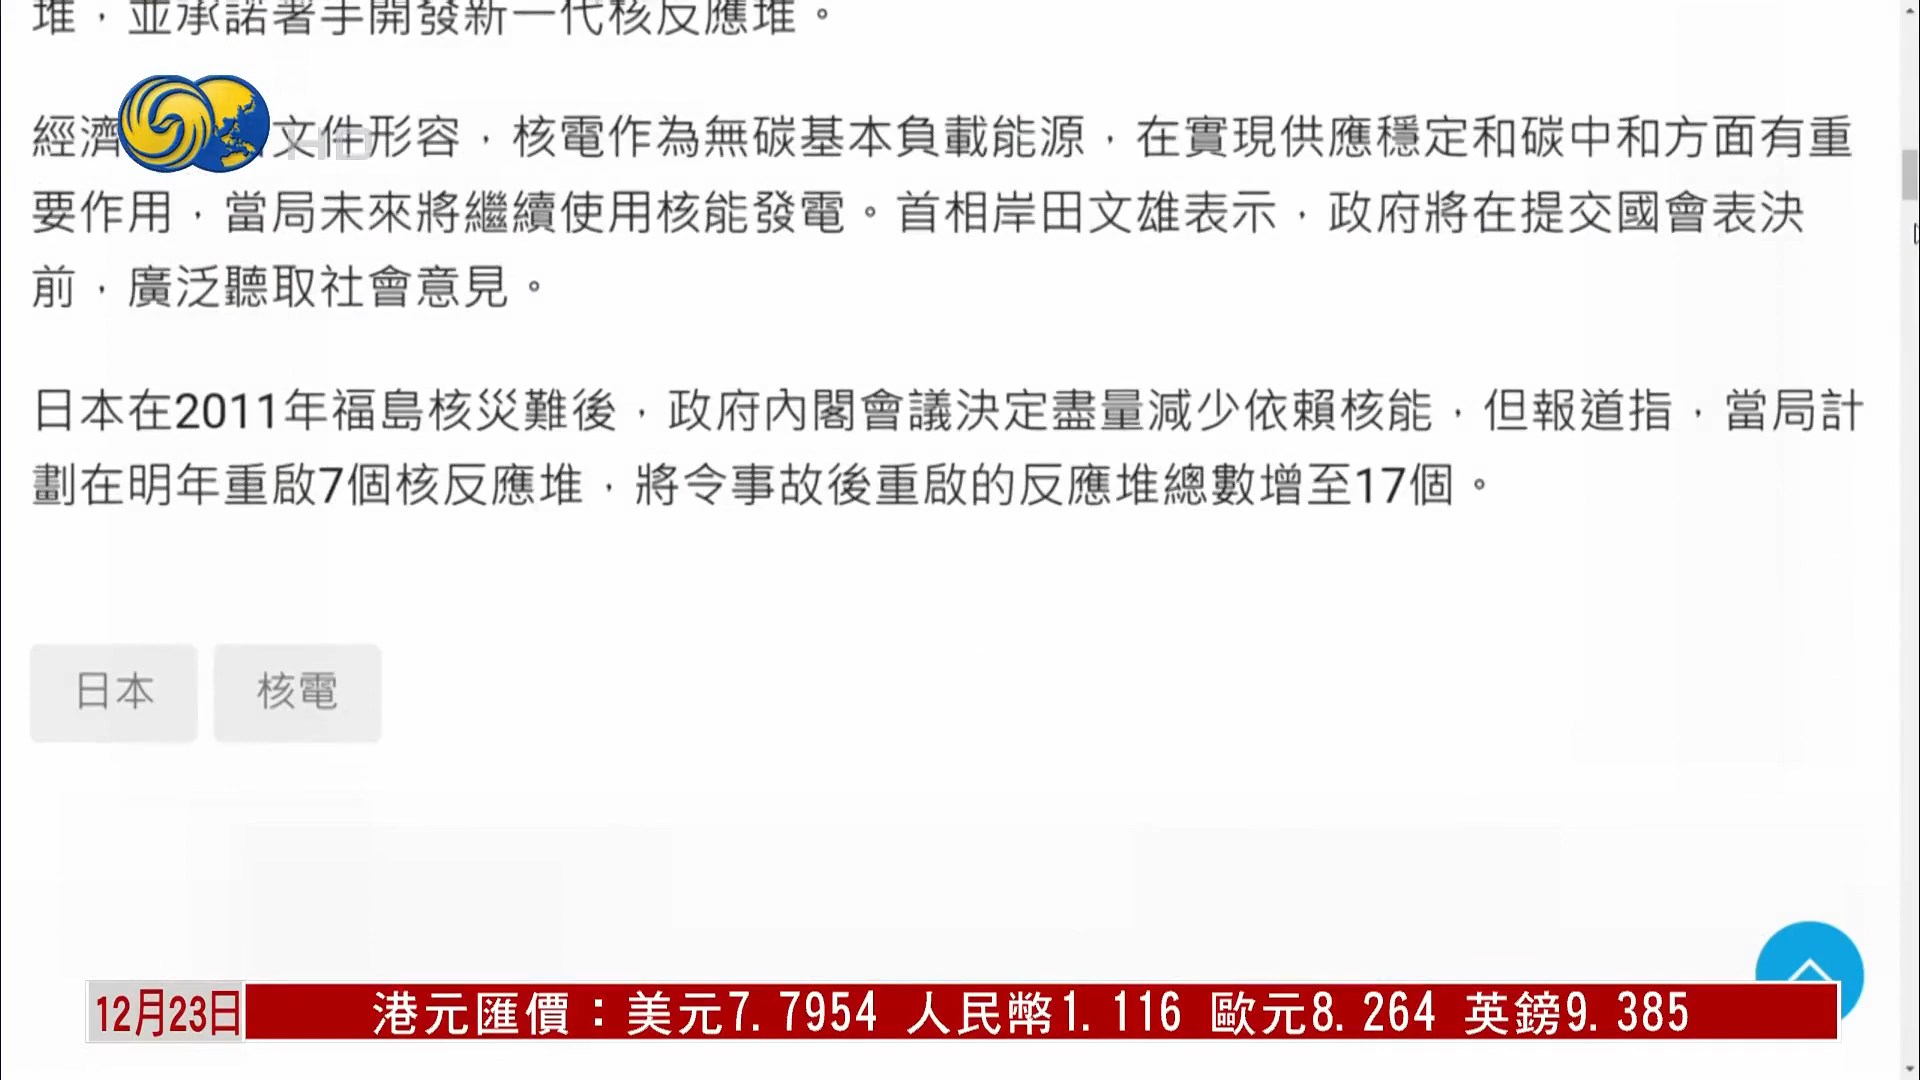 堆，並承諾著手開發新一代核反應堆。
經濟 文件形容，核電作為無碳基本負載能源，在實現供應穩定和碳中和方面有重
HD
要作用，當局未來將繼續使用核能發電。首相岸田文雄表示，政府將在提交國會表決
前，廣泛聽取社會意見。
日本在2011年福島核災難後，政府內閣會議決定盡量減少依賴核能，但報道指，當局計
劃在明年重啟7個核反應堆，將令事故後重啟的反應堆總數增至17個。
日本 核電
12月23日 港元匯價：美元7.7954 人民幣1.116 歐元8.264 英鎊9.385